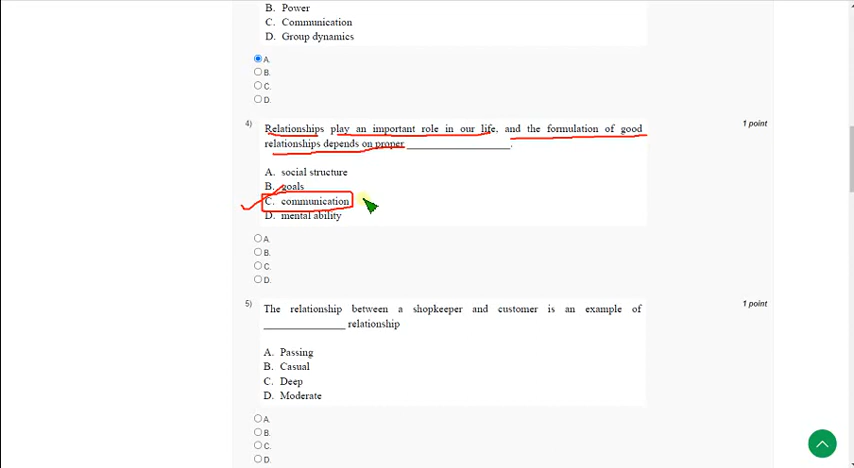 B. Power
C. Communication
D. Group dynamics
A.
B.
C.
D.
4) Relationships play an important role in our life, and the formulation of good 1 point
relationships depends on proper ____________________.
A. social structure
B. goals
C. communication
D. mental ability
A.
B.
C.
D.
5) The relationship between a shopkeeper and customer is an example of 1 point
________________ relationship
A. Passing
B. Casual
C. Deep
D. Moderate
A.
B.
C.
D.